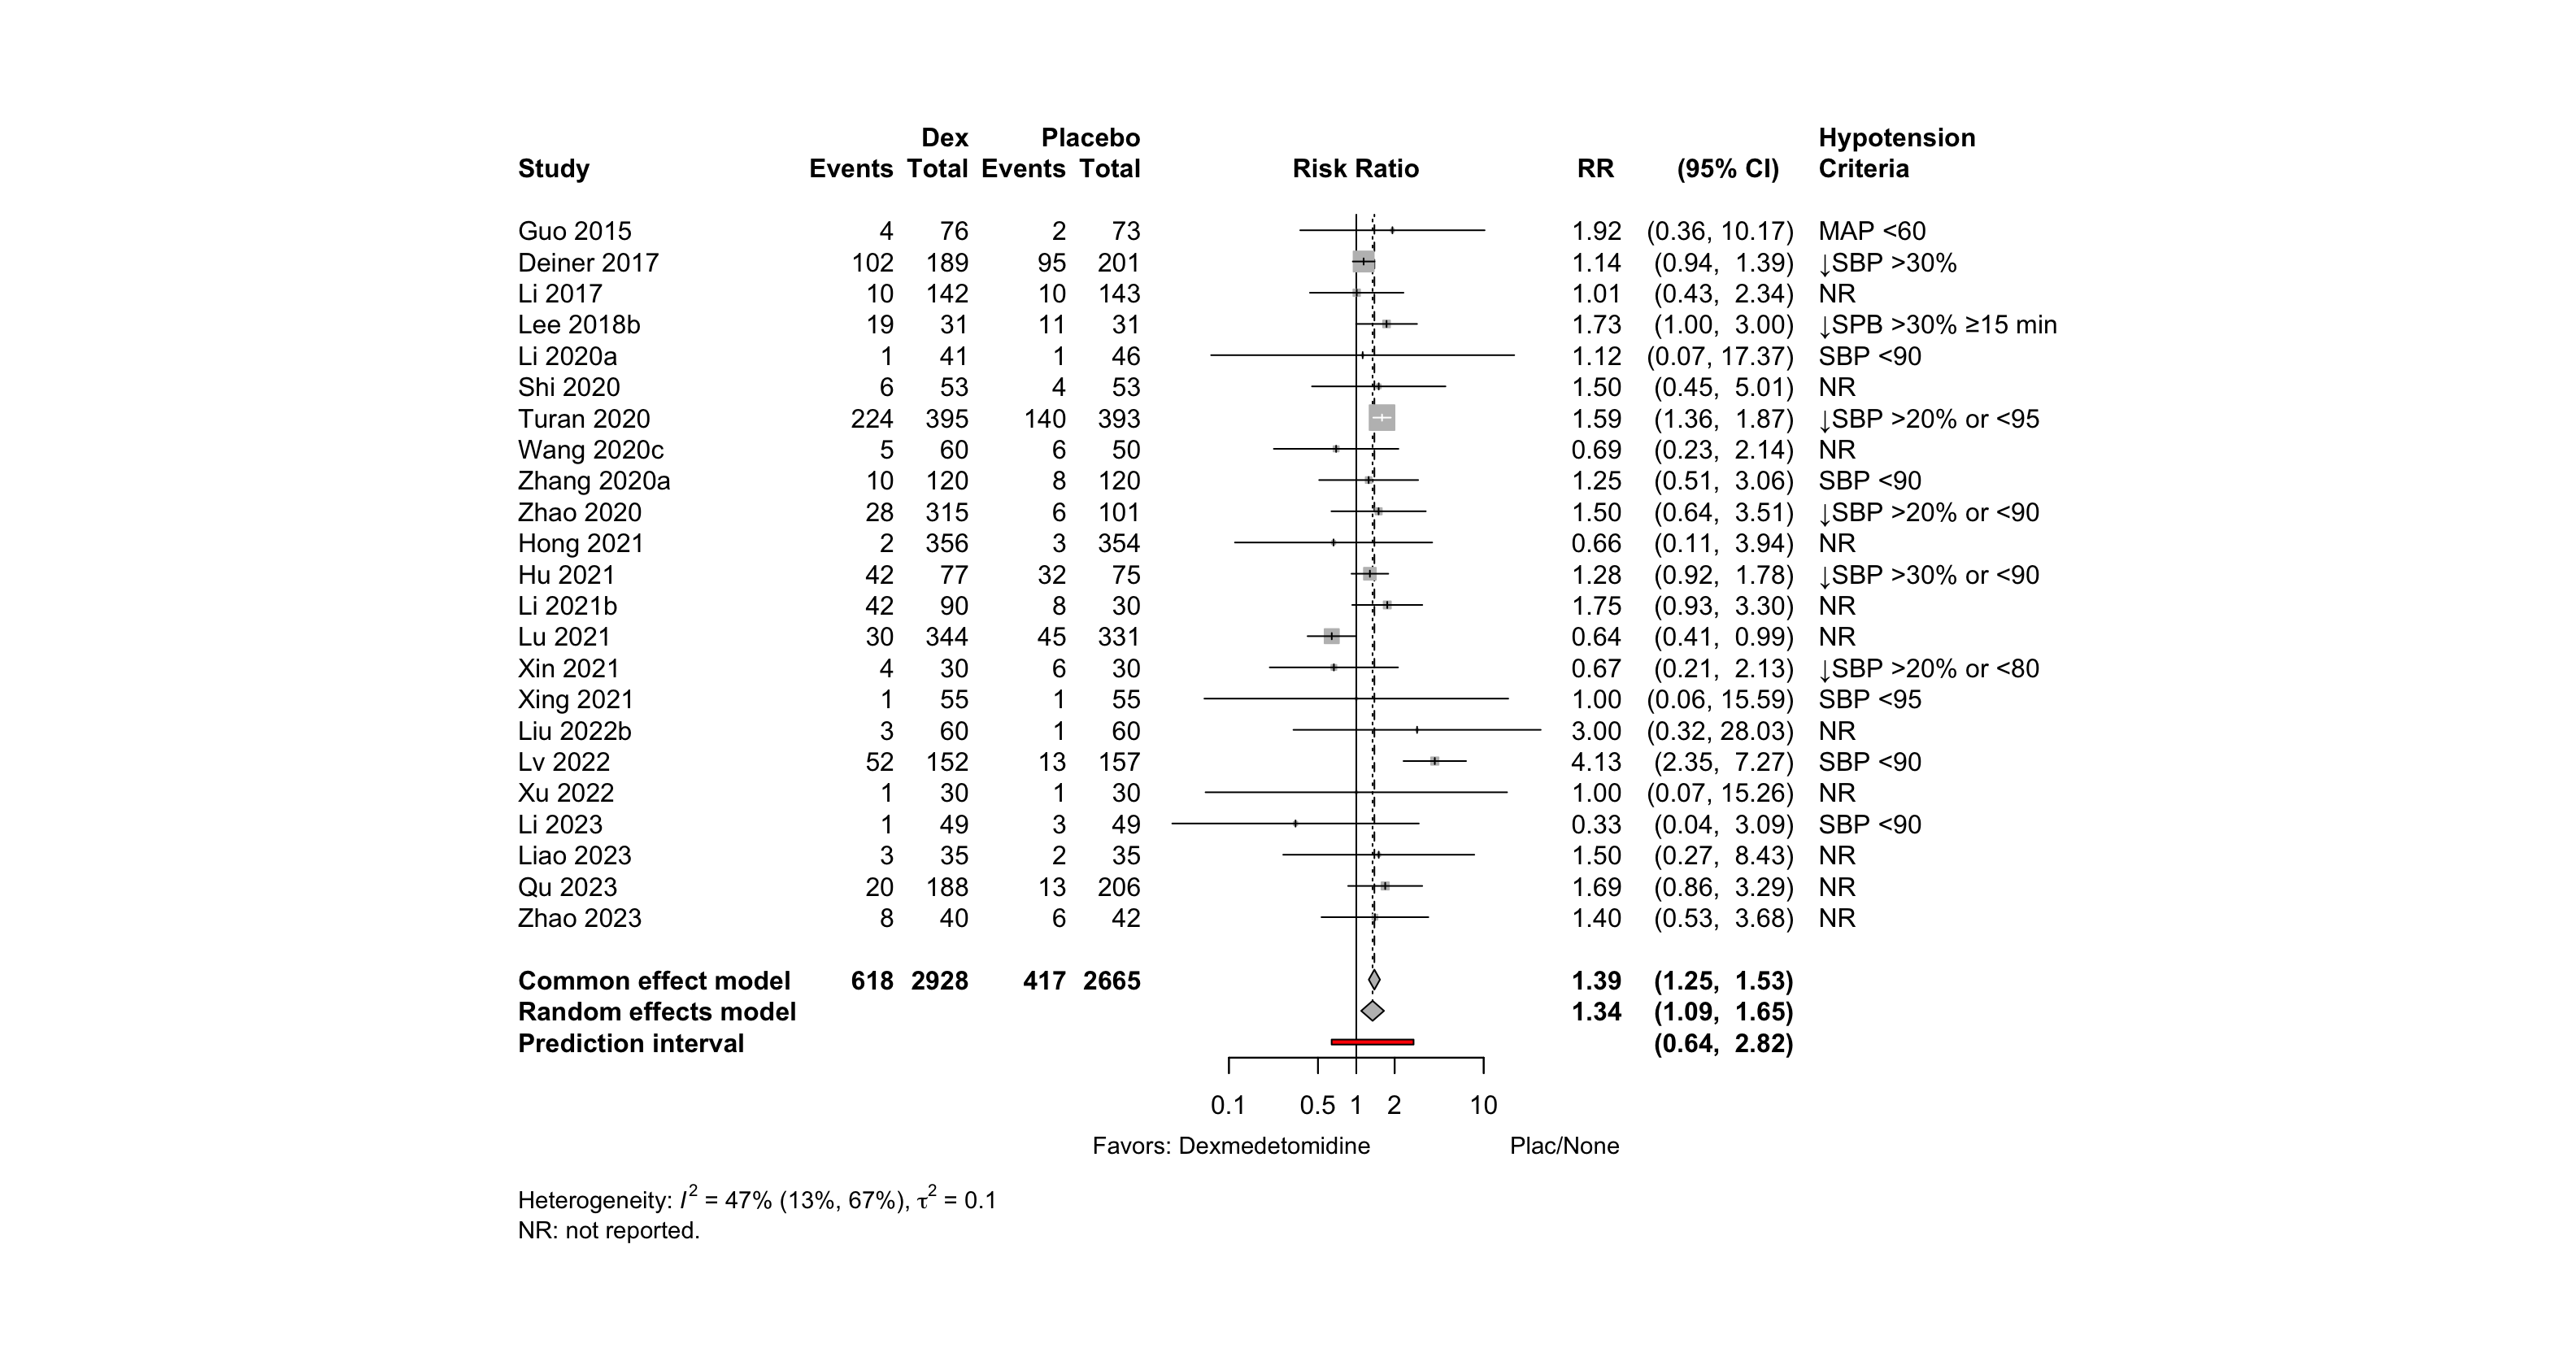 Dex Placebo Hypotension
Study Events Total Events Total Risk Ratio RR (95% CI) Criteria
Guo 2015 4 76 2 73 1.92 (0.36, 10.17) MAP <60
Deiner 2017 102 189 95 201 1.14 (0.94, 1.39) ↓SBP >30%
Li 2017 10 142 10 143 1.01 (0.43, 2.34) NR
Lee 2018b 19 31 11 31 1.73 (1.00, 3.00) ↓SPB >30% ≥15 min
Li 2020a 1 41 1 46 1.12 (0.07, 17.37) SBP <90
Shi 2020 6 53 4 53 1.50 (0.45, 5.01) NR
Turan 2020 224 395 140 393 1.59 (1.36, 1.87) ↓SBP >20% or <95
Wang 2020c 5 60 6 50 0.69 (0.23, 2.14) NR
Zhang 2020a 10 120 8 120 1.25 (0.51, 3.06) SBP <90
Zhao 2020 28 315 6 101 1.50 (0.64, 3.51) ↓SBP >20% or <90
Hong 2021 2 356 3 354 0.66 (0.11, 3.94) NR
Hu 2021 42 77 32 75 1.28 (0.92, 1.78) ↓SBP >30% or <90
Li 2021b 42 90 8 30 1.75 (0.93, 3.30) NR
Lu 2021 30 344 45 331 0.64 (0.41, 0.99) NR
Xin 2021 4 30 6 30 0.67 (0.21, 2.13) ↓SBP >20% or <80
Xing 2021 1 55 1 55 1.00 (0.06, 15.59) SBP <95
Liu 2022b 3 60 1 60 3.00 (0.32, 28.03) NR
Lv 2022 52 152 13 157 4.13 (2.35, 7.27) SBP <90
Xu 2022 1 30 1 30 1.00 (0.07, 15.26) NR
Li 2023 1 49 3 49 0.33 (0.04, 3.09) SBP <90
Liao 2023 3 35 2 35 1.50 (0.27, 8.43) NR
Qu 2023 20 188 13 206 1.69 (0.86, 3.29) NR
Zhao 2023 8 40 6 42 1.40 (0.53, 3.68) NR
Common effect model 618 2928 417 2665 1.39 (1.25, 1.53)
Random effects model 1.34 (1.09, 1.65)
Prediction interval (0.64, 2.82)
0.1 0.5 1 2 10
Favors: Dexmedetomidine Plac/None
Heterogeneity: I² = 47% (13%, 67%), τ² = 0.1
NR: not reported.